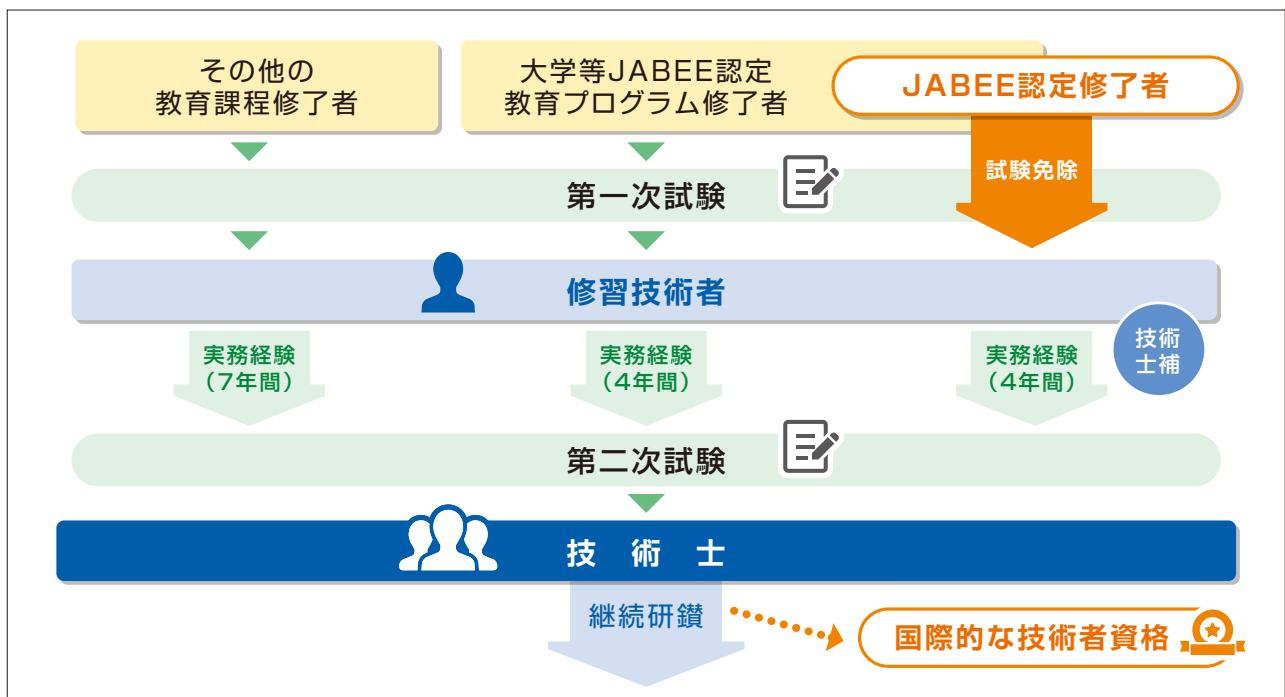 その他の
教育課程修了者
大学等JABEE認定
教育プログラム修了者
JABEE認定修了者
試験免除
第一次試験
修習技術者
技術
士補
実務経験
（7年間）
実務経験
（4年間）
実務経験
（4年間）
第二次試験
技 術 士
継続研鑽
国際的な技術者資格